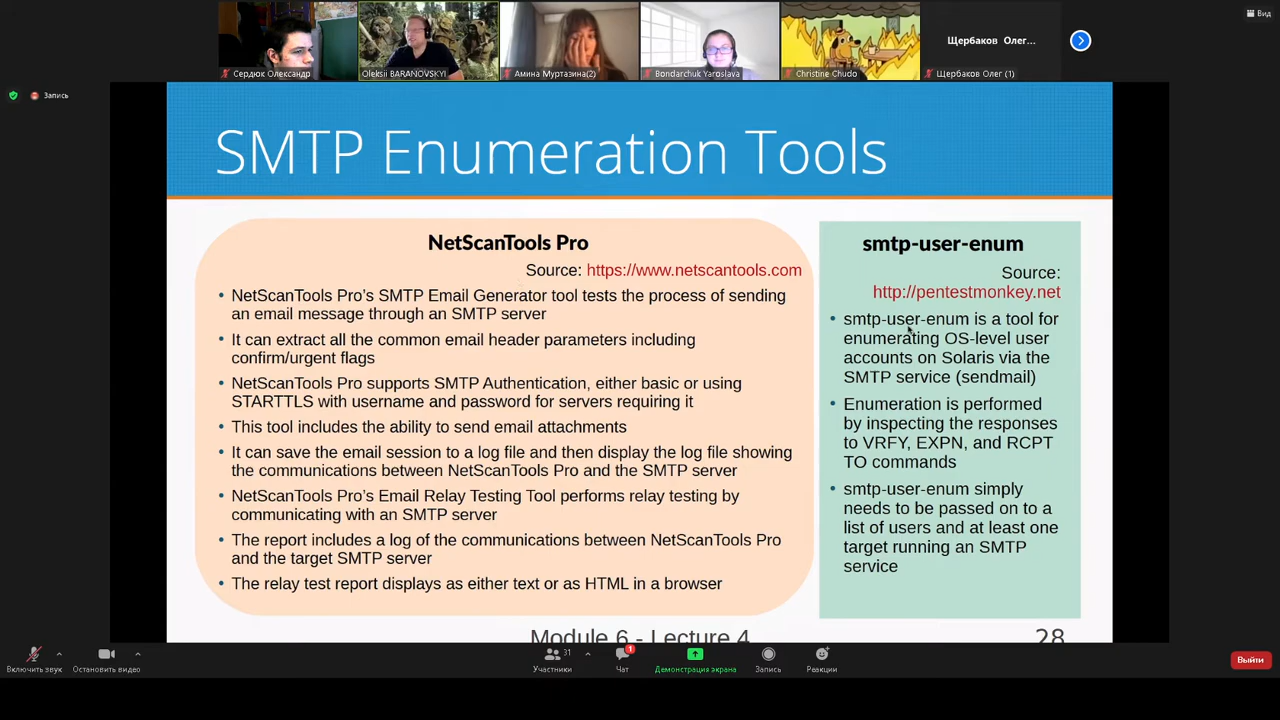 Вид
Щербаков Олег...
Сердюк Олександр
Oleksii BARANOVSKYI
Амина Муртазина(2)
Bondarchuk Yaroslava
Christine Chudo
Щербаков Олег (1)
Запись
SMTP Enumeration Tools
NetScanTools Pro
Source: https://www.netscantools.com
• NetScanTools Pro's SMTP Email Generator tool tests the process of sending
an email message through an SMTP server
• It can extract all the common email header parameters including
confirm/urgent flags
• NetScanTools Pro supports SMTP Authentication, either basic or using
STARTTLS with username and password for servers requiring it
• This tool includes the ability to send email attachments
• It can save the email session to a log file and then display the log file showing
the communications between NetScanTools Pro and the SMTP server
• NetScanTools Pro's Email Relay Testing Tool performs relay testing by
communicating with an SMTP server
• The report includes a log of the communications between NetScanTools Pro
and the target SMTP server
• The relay test report displays as either text or as HTML in a browser
smtp-user-enum
Source:
http://pentestmonkey.net
• smtp-user-enum is a tool for
enumerating OS-level user
accounts on Solaris via the
SMTP service (sendmail)
• Enumeration is performed
by inspecting the responses
to VRFY, EXPN, and RCPT
TO commands
• smtp-user-enum simply
needs to be passed on to a
list of users and at least one
target running an SMTP
service
Module 6 - Lecture 4
28
Включить звук
Остановить видео
31
Участники
1
Чат
Демонстрация экрана
Запись
Реакции
Выйти